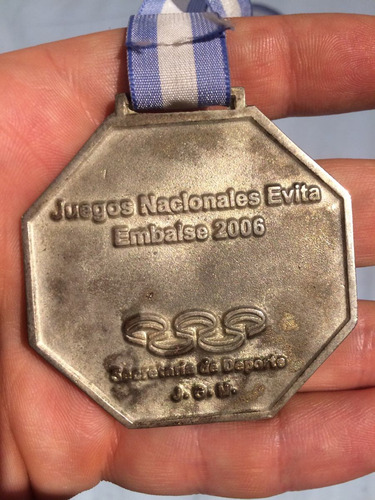 Juegos Nacionales Evita
Embalse 2006
Secretaría de Deporte
J. G. M.